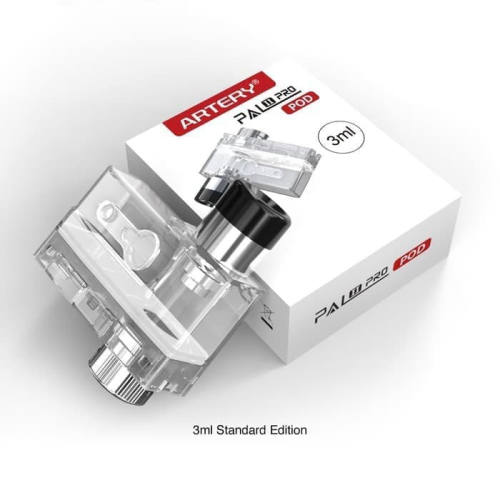 ARTERY®
PAL II PRO
POD
3ml
PAL II PRO
POD
3ml Standard Edition